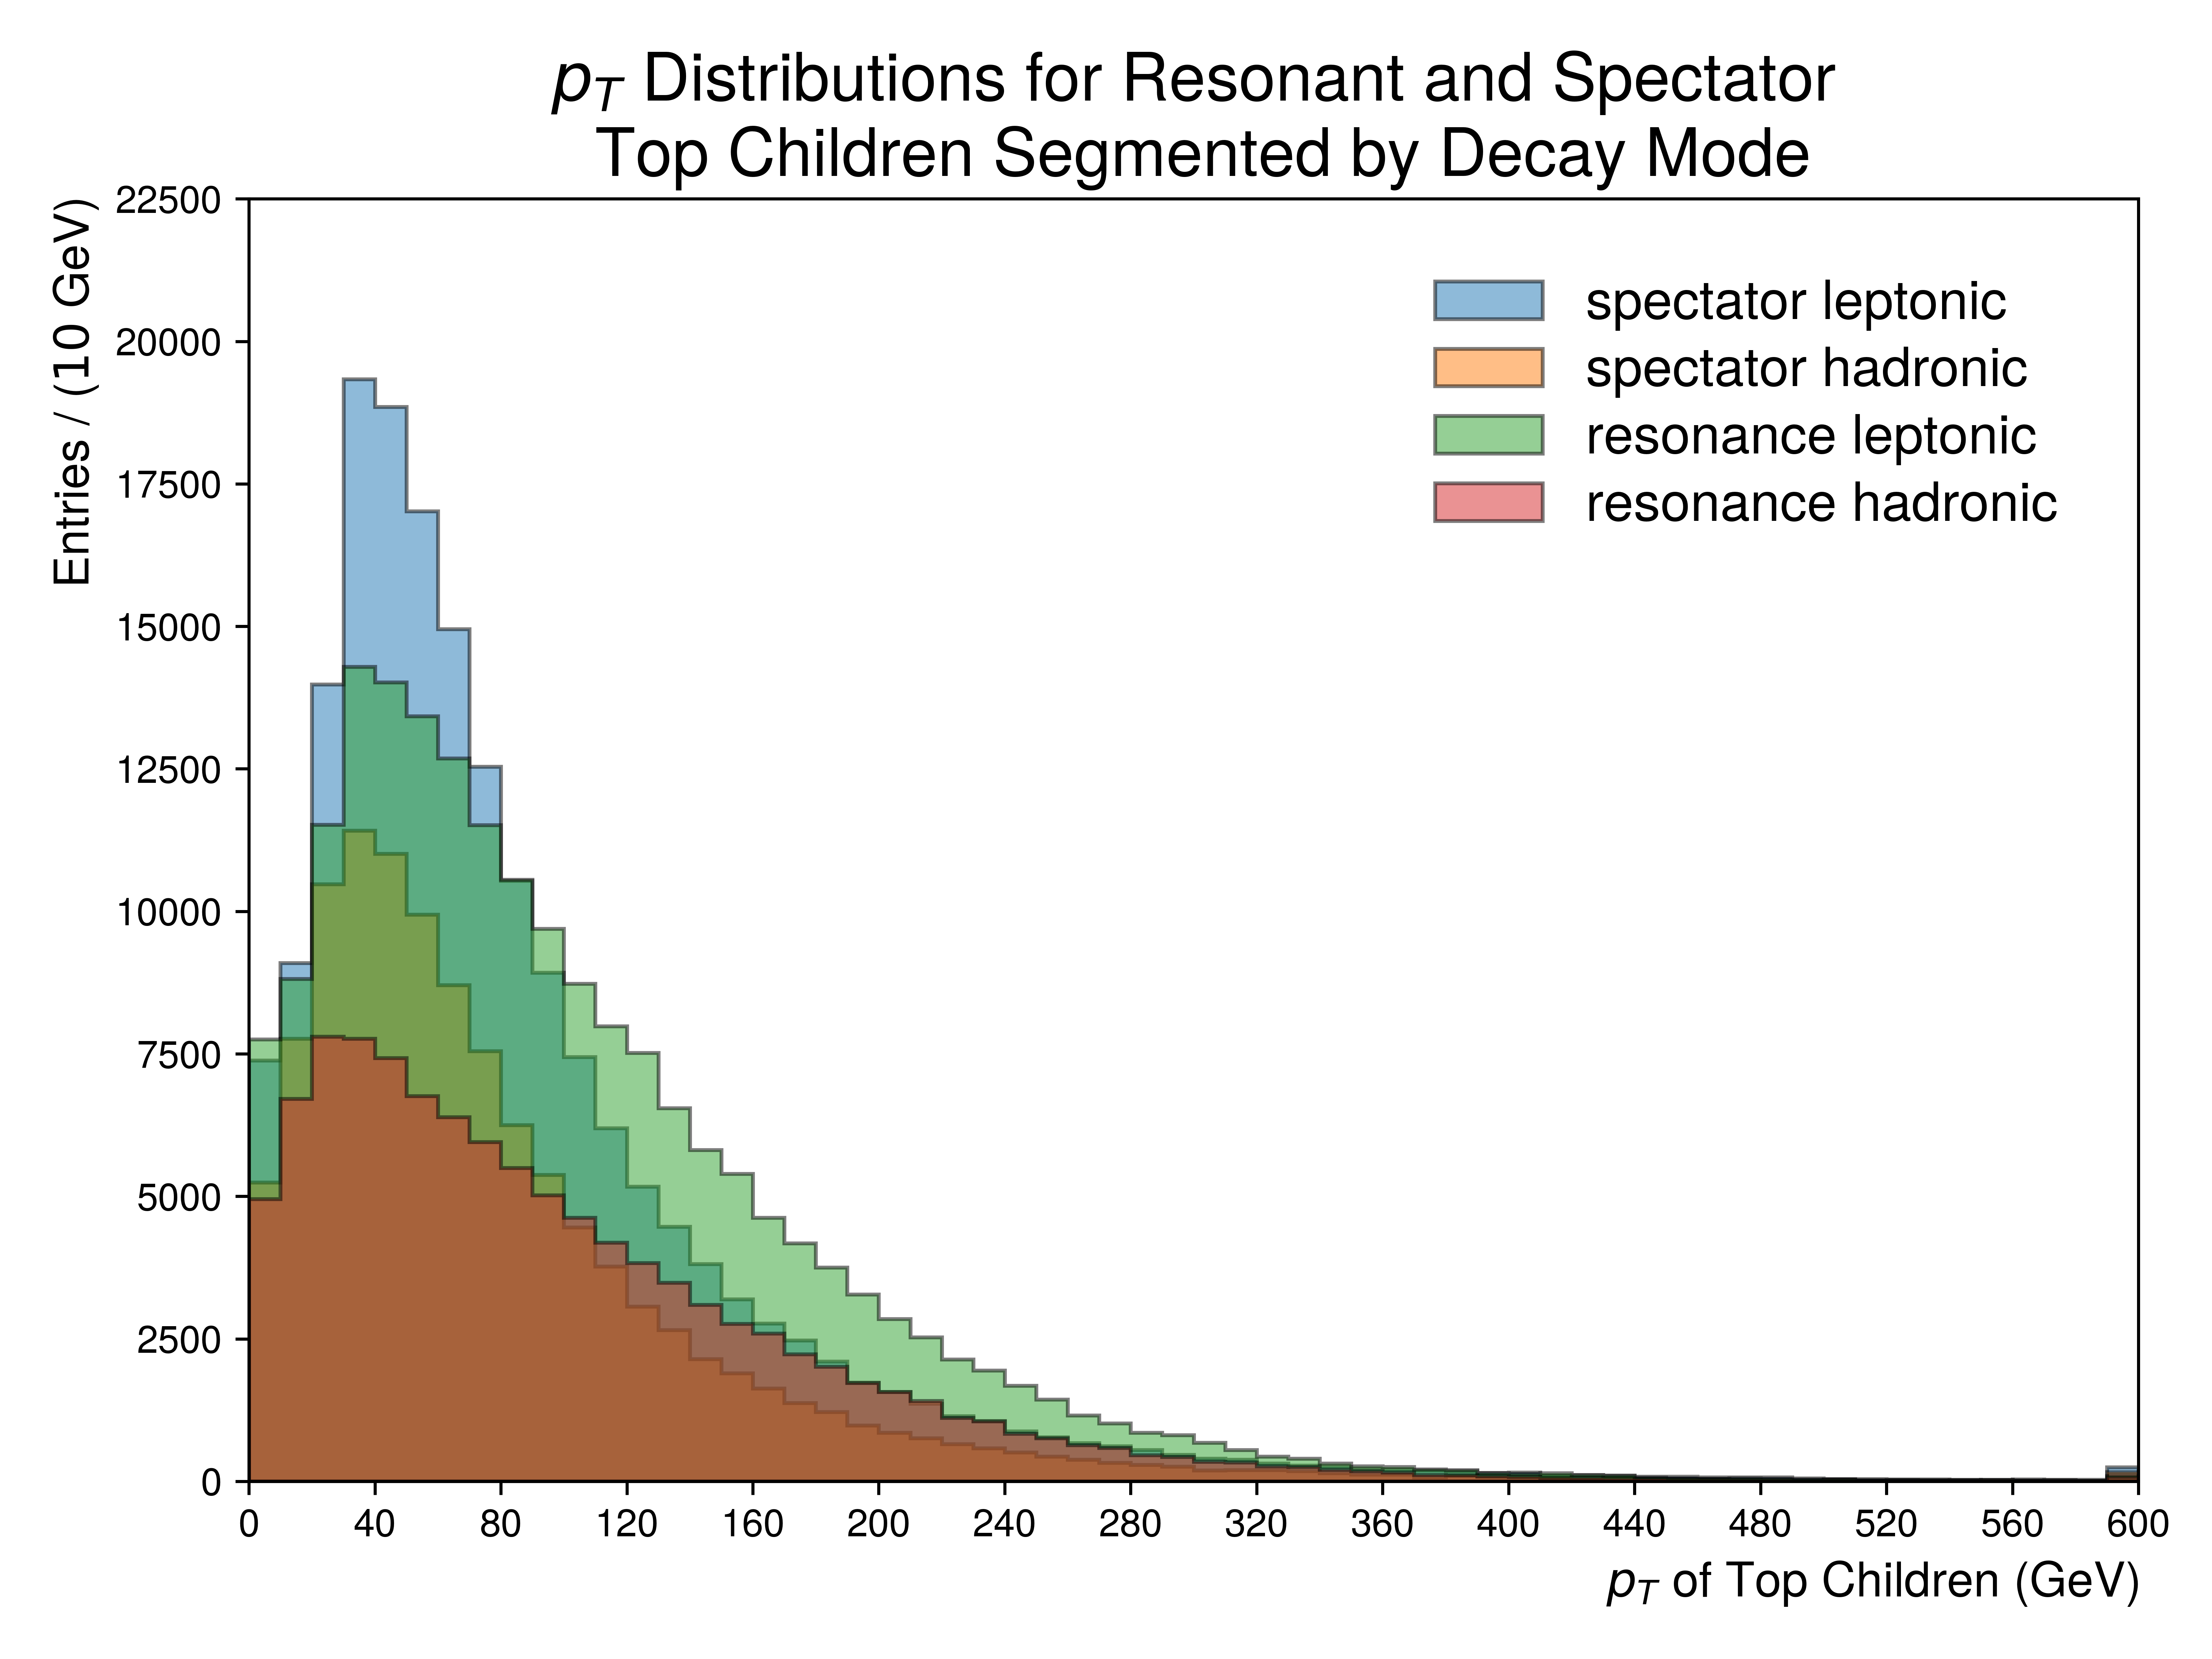 p_T Distributions for Resonant and Spectator
Top Children Segmented by Decay Mode
Entries / (10 GeV)
22500
20000
17500
15000
12500
10000
7500
5000
2500
0
spectator leptonic
spectator hadronic
resonance leptonic
resonance hadronic
0 40 80 120 160 200 240 280 320 360 400 440 480 520 560 600
p_T of Top Children (GeV)